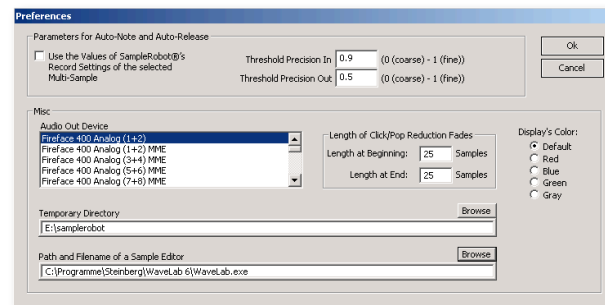 Preferences
Parameters for Auto-Note and Auto-Release
Use the Values of SampleRobot®'s
Record Settings of the selected
Multi-Sample
Threshold Precision In 0.9 (0 (coarse) - 1 (fine))
Threshold Precision Out 0.5 (0 (coarse) - 1 (fine))
Ok
Cancel
Misc
Audio Out Device
Fireface 400 Analog (1+2)
Fireface 400 Analog (1+2) MME
Fireface 400 Analog (3+4) MME
Fireface 400 Analog (5+6) MME
Fireface 400 Analog (7+8) MME
Length of Click/Pop Reduction Fades
Length at Beginning: 25 Samples
Length at End: 25 Samples
Display's Color:
Default
Red
Blue
Green
Gray
Temporary Directory
Browse
E:\samplerobot
Path and Filename of a Sample Editor
Browse
C:\Programme\Steinberg\WaveLab 6\WaveLab.exe